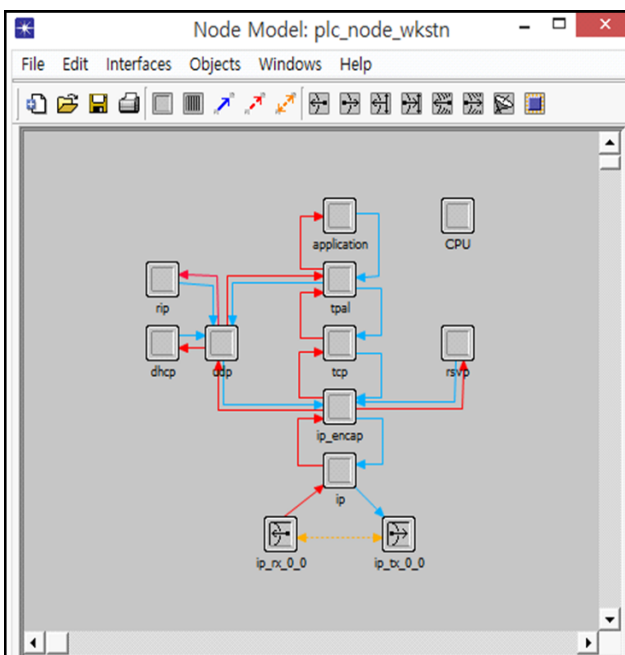 Node Model: plc_node_wkstn
File Edit Interfaces Objects Windows Help
application
CPU
rip
tpal
dhcp
udp
tcp
rsvp
ip_encap
ip
ip_rx_0_0
ip_tx_0_0